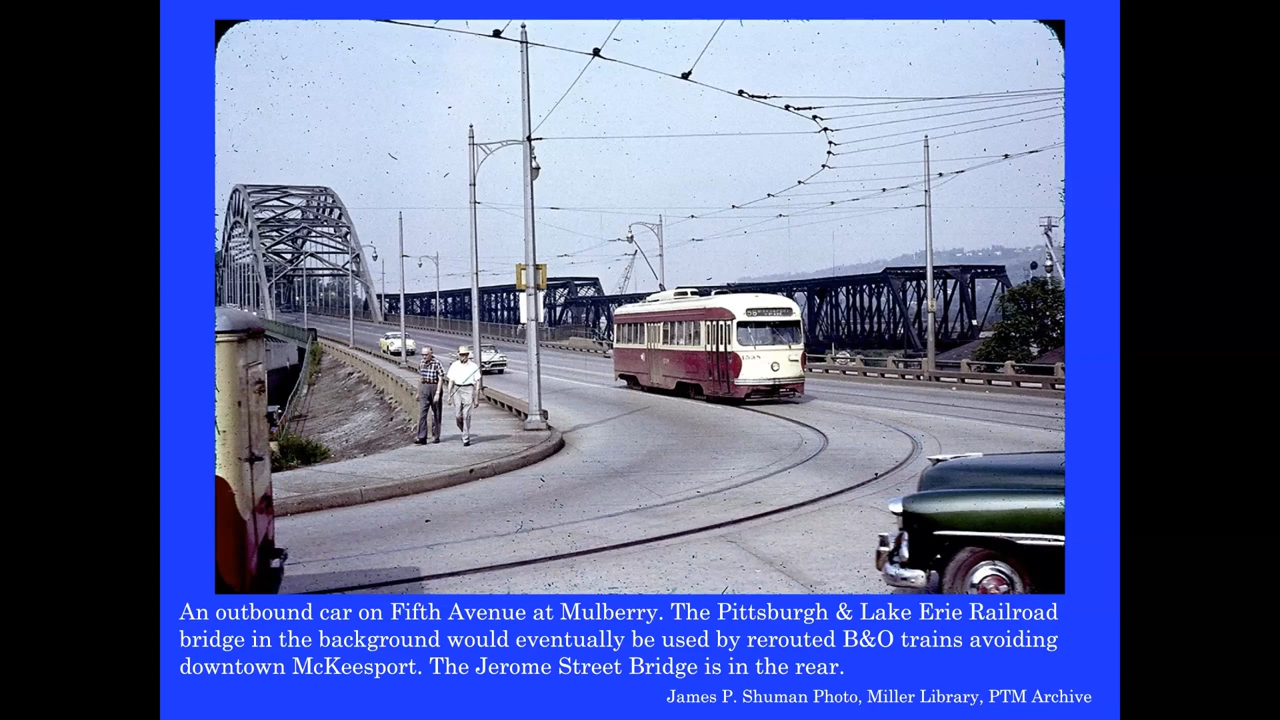 An outbound car on Fifth Avenue at Mulberry. The Pittsburgh & Lake Erie Railroad
bridge in the background would eventually be used by rerouted B&O trains avoiding
downtown McKeesport. The Jerome Street Bridge is in the rear.
James P. Shuman Photo, Miller Library, PTM Archive